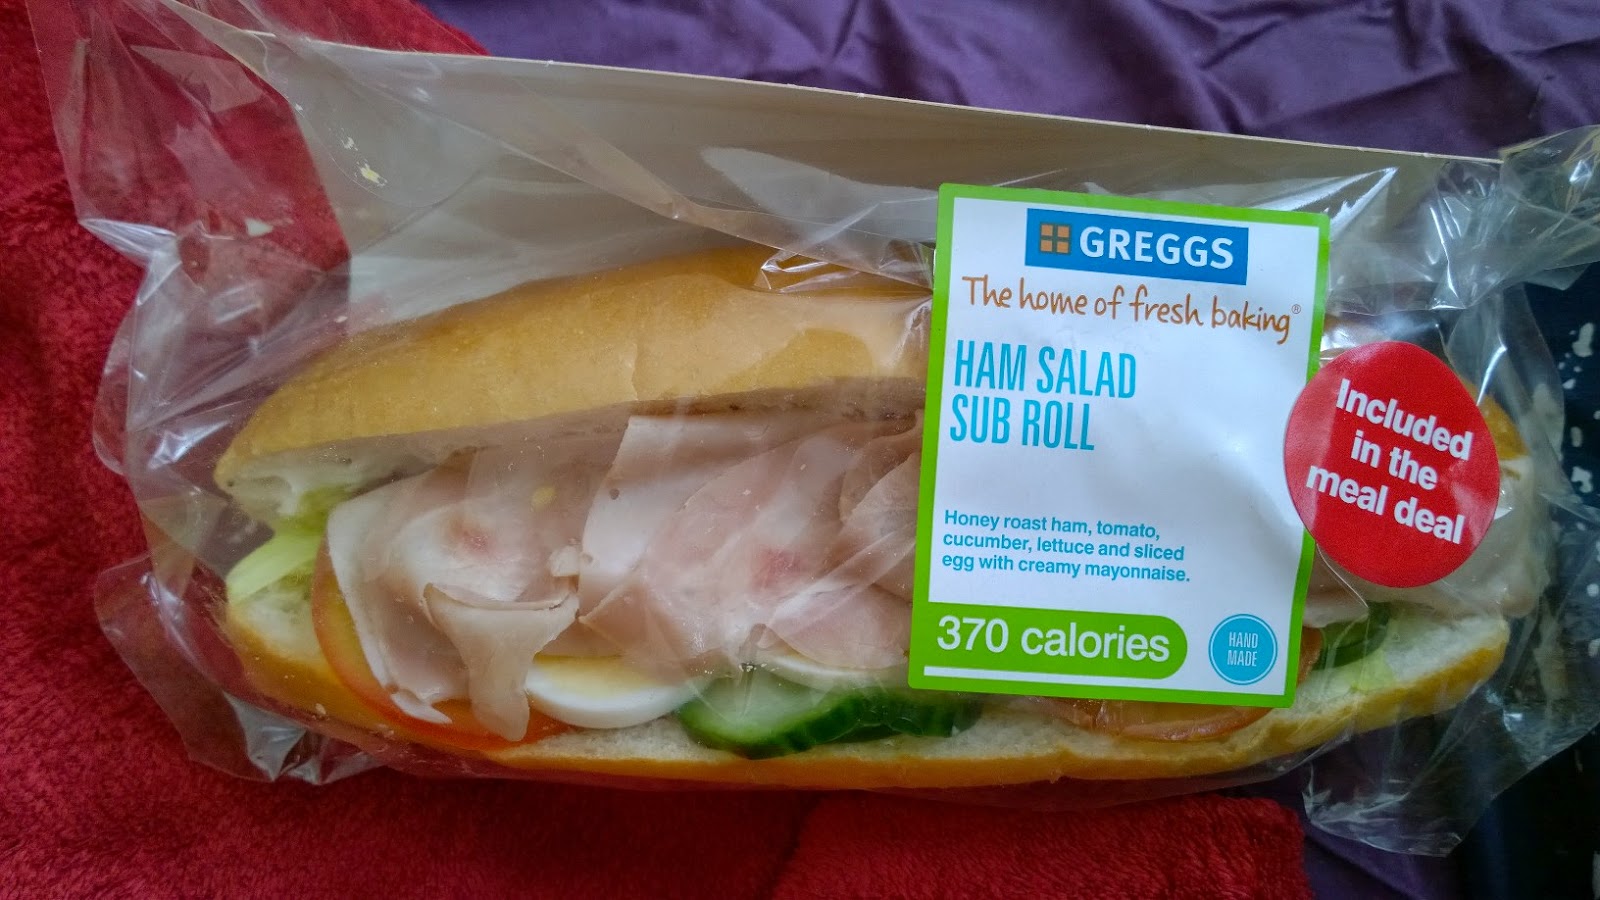 GREGGS
The home of fresh baking®
HAM SALAD
SUB ROLL
Honey roast ham, tomato,
cucumber, lettuce and sliced
egg with creamy mayonnaise.
370 calories
HAND
MADE
Included
in the
meal deal